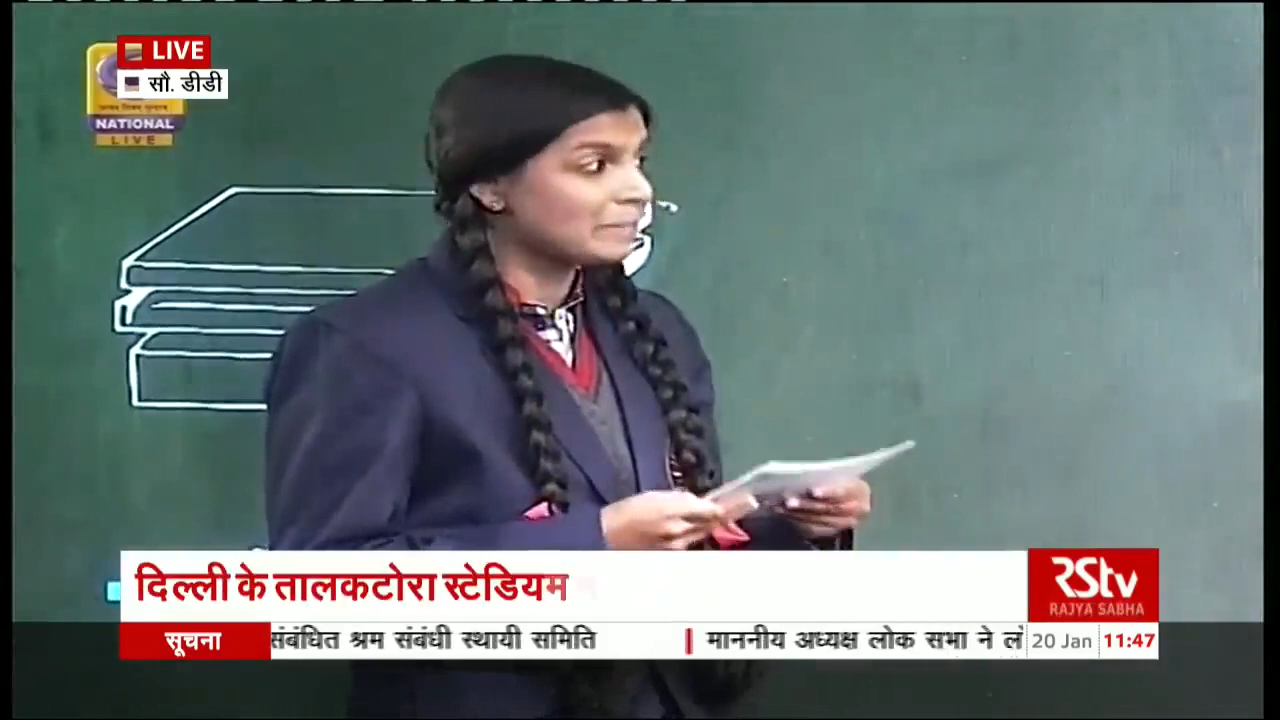 LIVE
सौ. डीडी
NATIONAL
LIVE
दिल्ली के तालकटोरा स्टेडियम
RStv
RAJYA SABHA
सूचना
संबंधित श्रम संबंधी स्थायी समिति | माननीय अध्यक्ष लोक सभा ने
20 Jan 11:47